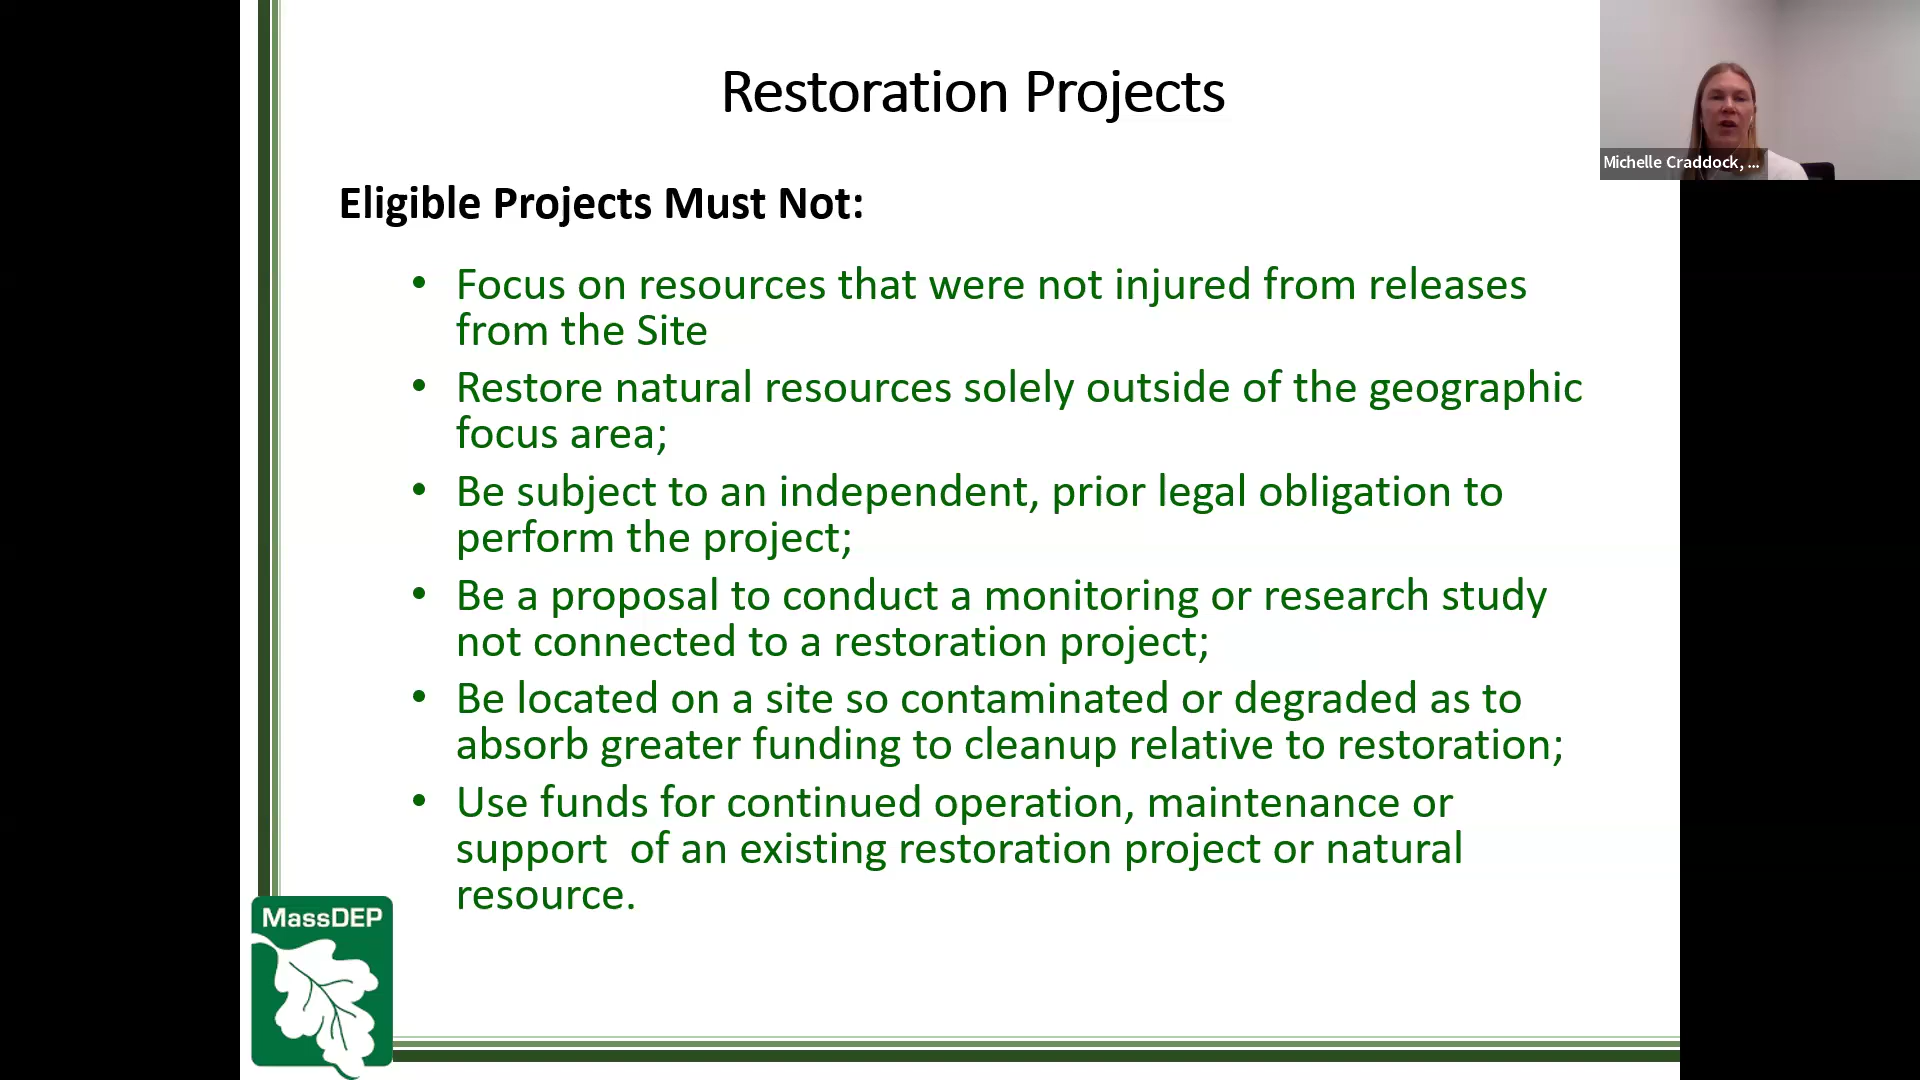 Restoration Projects
Michelle Craddock, ...
Eligible Projects Must Not:
• Focus on resources that were not injured from releases
from the Site
• Restore natural resources solely outside of the geographic
focus area;
• Be subject to an independent, prior legal obligation to
perform the project;
• Be a proposal to conduct a monitoring or research study
not connected to a restoration project;
• Be located on a site so contaminated or degraded as to
absorb greater funding to cleanup relative to restoration;
• Use funds for continued operation, maintenance or
support  of an existing restoration project or natural
resource.
MassDEP